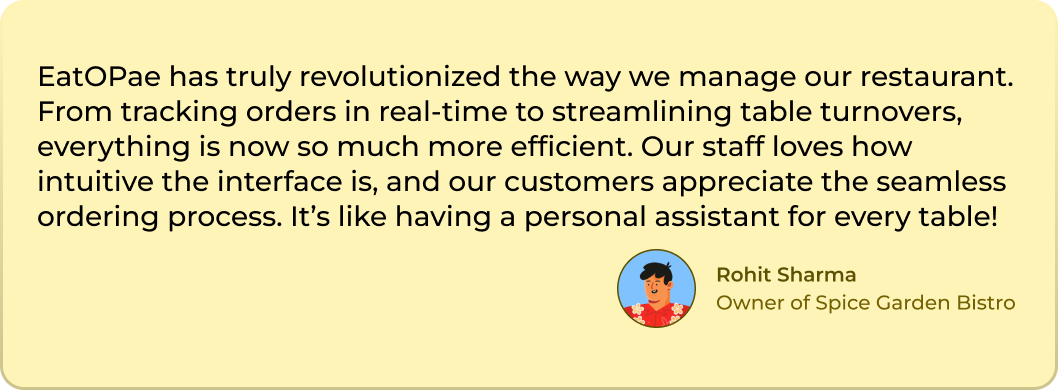 EatOPae has truly revolutionized the way we manage our restaurant.
From tracking orders in real-time to streamlining table turnovers,
everything is now so much more efficient. Our staff loves how
intuitive the interface is, and our customers appreciate the seamless
ordering process. It’s like having a personal assistant for every table!
Rohit Sharma
Owner of Spice Garden Bistro